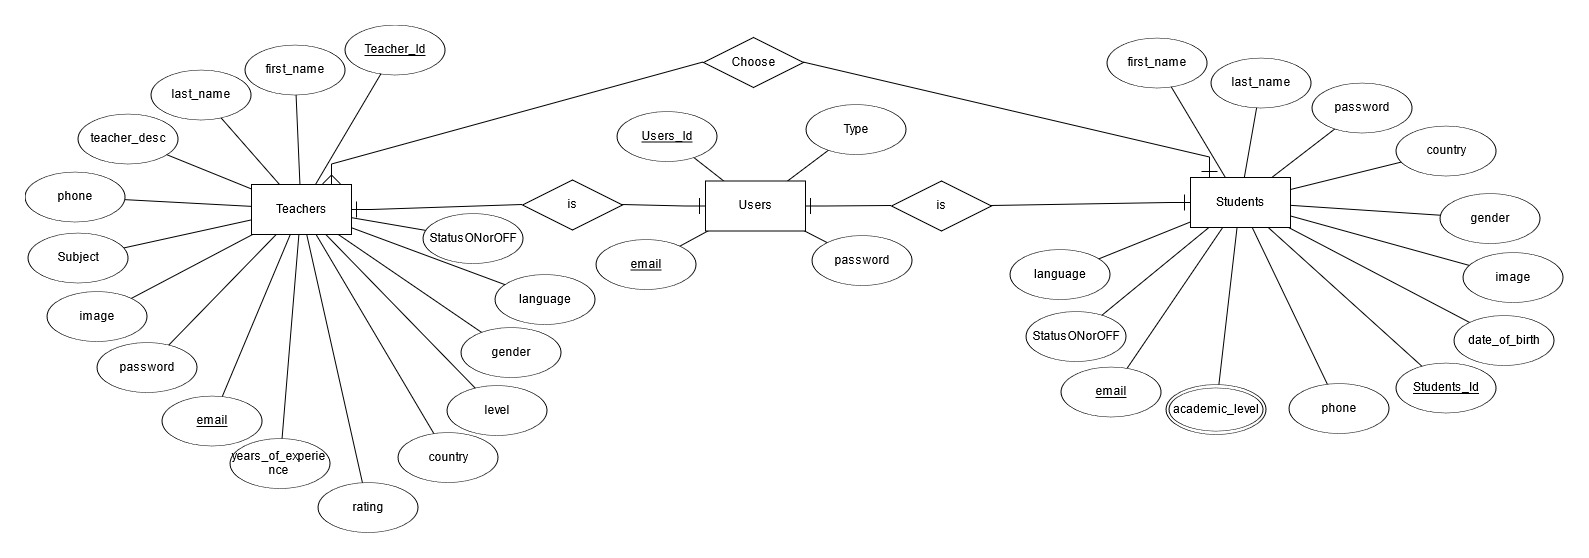 Teacher_Id
first_name
last_name
teacher_desc
phone
Subject
image
password
email
years_of_experie
nce
rating
country
level
gender
language
StatusONorOFF
Teachers
Choose
is
Users_Id
Type
Users
email
password
is
Students
first_name
last_name
password
country
gender
image
date_of_birth
Students_Id
phone
academic_level
email
StatusONorOFF
language